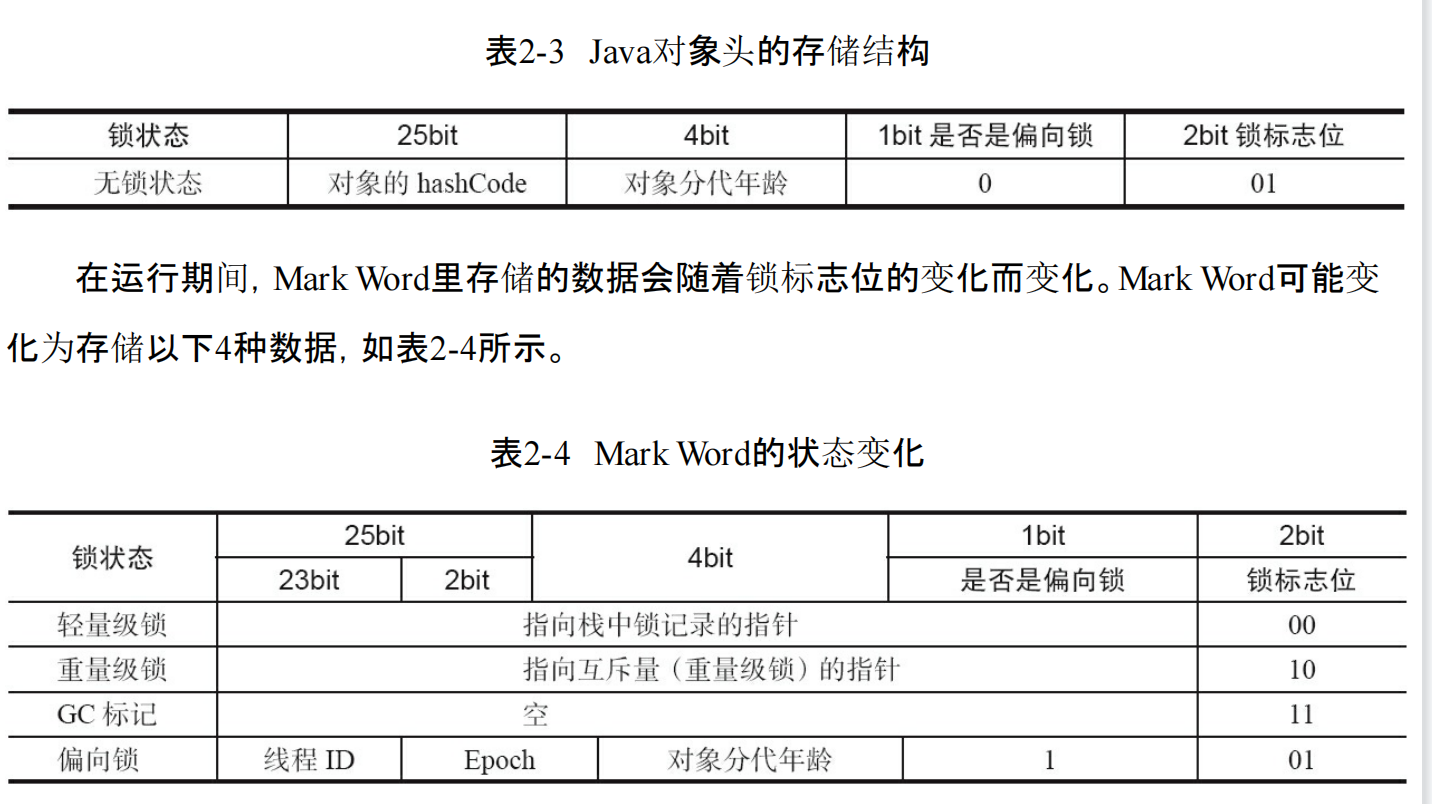 表2-3 Java对象头的存储结构
锁状态 25bit 4bit 1bit 是否是偏向锁 2bit 锁标志位
无锁状态 对象的 hashCode 对象分代年龄 0 01
在运行期间，Mark Word里存储的数据会随着锁标志位的变化而变化。Mark Word可能变
化为存储以下4种数据，如表2-4所示。
表2-4 Mark Word的状态变化
锁状态 25bit 4bit 1bit 2bit
23bit 2bit 是否是偏向锁 锁标志位
轻量级锁 指向栈中锁记录的指针 00
重量级锁 指向互斥量（重量级锁）的指针 10
GC 标记 空 11
偏向锁 线程 ID Epoch 对象分代年龄 1 01